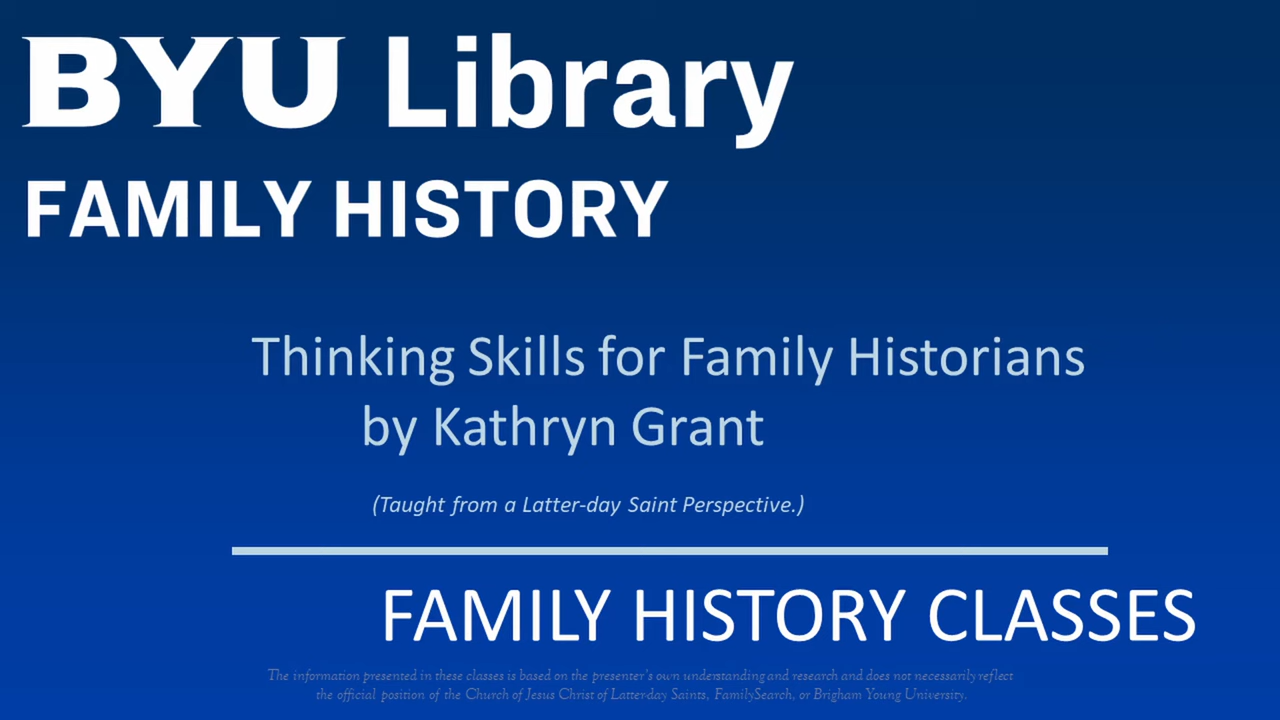 BYU Library
FAMILY HISTORY
Thinking Skills for Family Historians
by Kathryn Grant
(Taught from a Latter-day Saint Perspective.)
FAMILY HISTORY CLASSES
The information presented in these classes is based on the presenter's own understanding and research and does not necessarily reflect
the official position of the Church of Jesus Christ of Latter-day Saints, FamilySearch, or Brigham Young University.